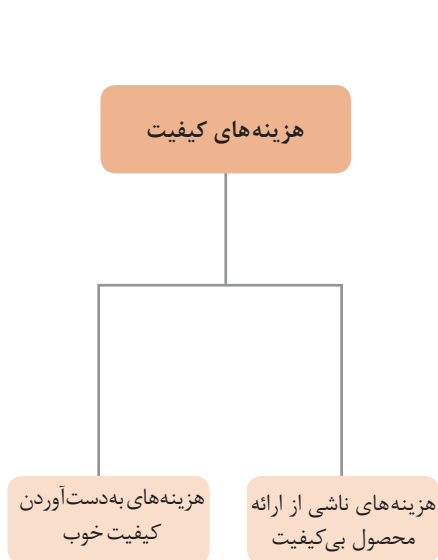 هزینه‌های کیفیت
هزینه‌های ناشی از ارائه
محصول بی‌کیفیت
هزینه‌های به‌دست‌آوردن
کیفیت خوب